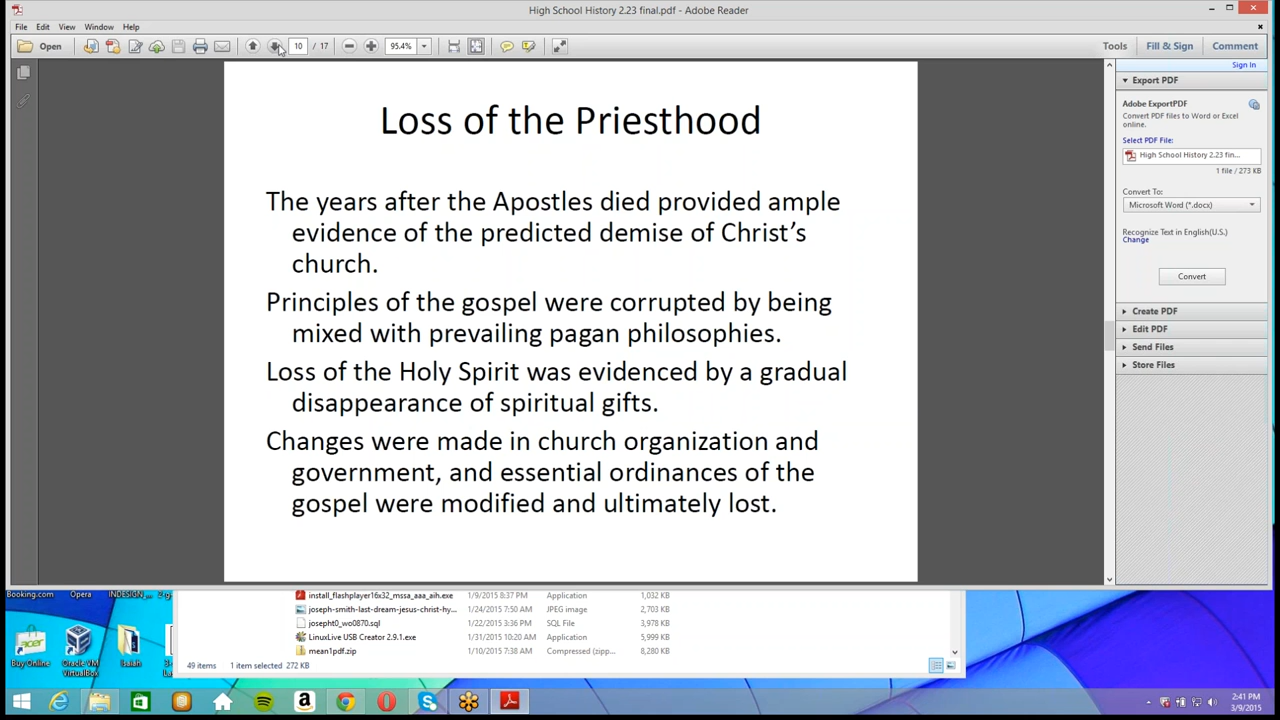 High School History 2.23 final.pdf - Adobe Reader
File Edit View Window Help
Open 10 / 17 95.4% Tools Fill & Sign Comment
Sign In
Export PDF
Adobe ExportPDF
Convert PDF files to Word or Excel
online.
Select PDF File:
High School History 2.23 fin...
1 file / 273 KB
Convert To:
Microsoft Word (*.docx)
Recognize Text in English(U.S.)
Change
Convert
Create PDF
Edit PDF
Send Files
Store Files
Loss of the Priesthood
The years after the Apostles died provided ample
evidence of the predicted demise of Christ's
church.
Principles of the gospel were corrupted by being
mixed with prevailing pagan philosophies.
Loss of the Holy Spirit was evidenced by a gradual
disappearance of spiritual gifts.
Changes were made in church organization and
government, and essential ordinances of the
gospel were modified and ultimately lost.
Booking.com Opera INDESIGN_...
install_flashplayer16x32_mssa_aaa_aih.exe 1/9/2015 8:37 PM Application 1,032 KB
joseph-smith-last-dream-jesus-christ-hy... 1/24/2015 7:50 AM JPEG image 2,703 KB
josepht0_wo0870.sql 1/22/2015 3:36 PM SQL File 3,978 KB
LinuxLive USB Creator 2.9.1.exe 1/31/2015 10:20 AM Application 5,999 KB
mean1pdf.zip 1/10/2015 7:38 AM Compressed (zipp... 8,280 KB
Buy Online Oracle VM VirtualBox Isaiah
49 items 1 item selected 272 KB
2:41 PM
3/9/2015